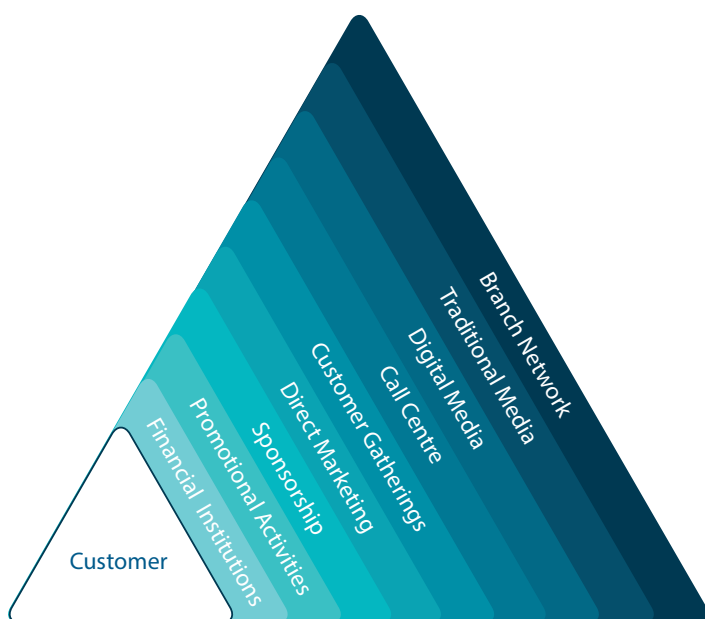 Branch Network
Traditional Media
Digital Media
Call Centre
Customer Gatherings
Direct Marketing
Sponsorship
Promotional Activities
Financial Institutions
Customer